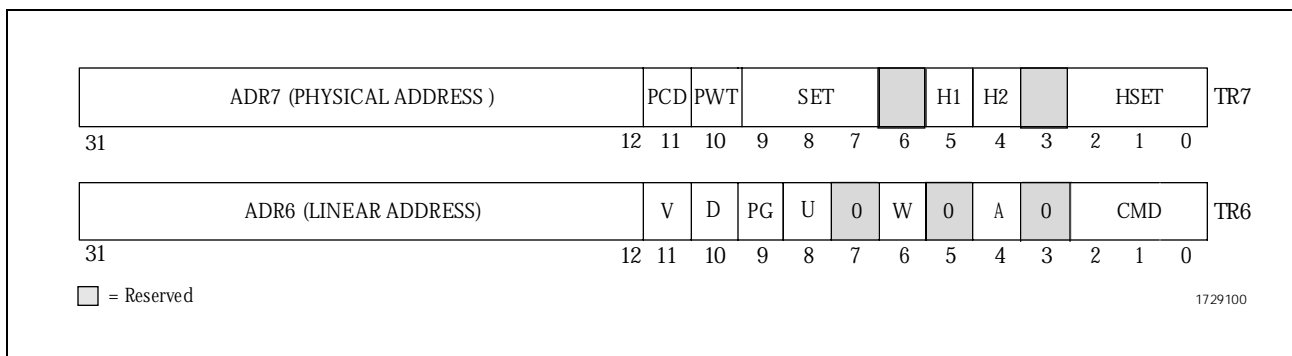 ADR7 (PHYSICAL ADDRESS ) PCD PWT SET H1 H2 HSET TR7
31 12 11 10 9 8 7 6 5 4 3 2 1 0
ADR6 (LINEAR ADDRESS) V D PG U 0 W 0 A 0 CMD TR6
31 12 11 10 9 8 7 6 5 4 3 2 1 0
= Reserved
1729100